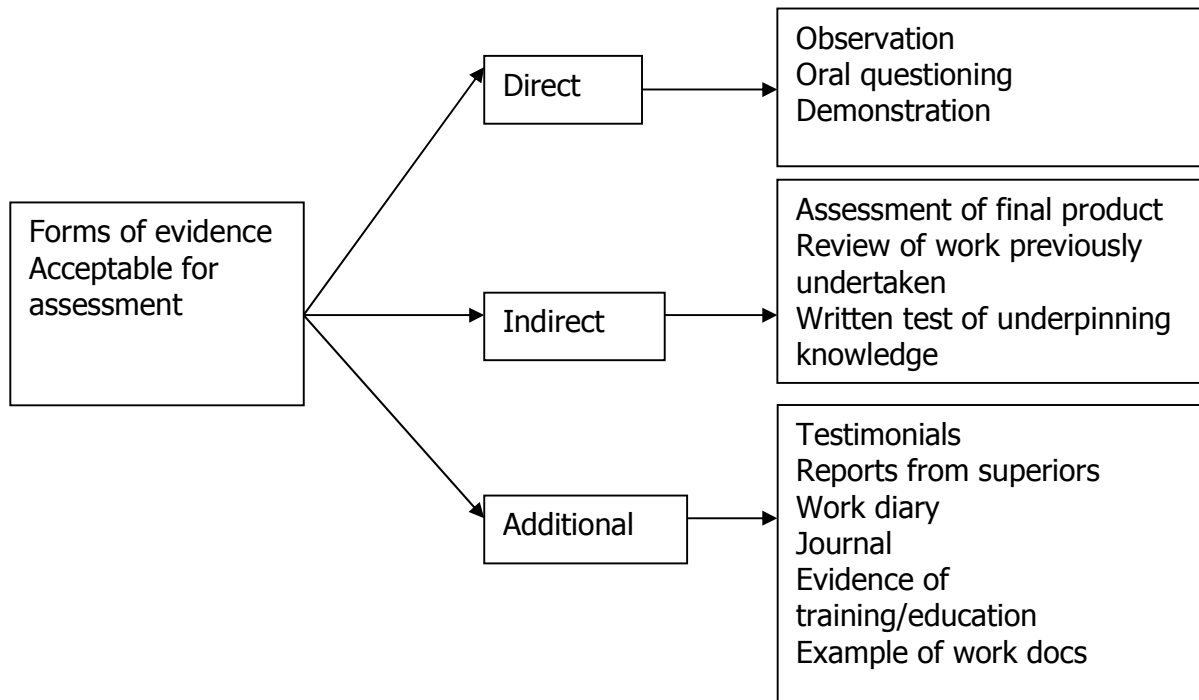 Forms of evidence
Acceptable for
assessment
Direct
Observation
Oral questioning
Demonstration
Indirect
Assessment of final product
Review of work previously
undertaken
Written test of underpinning
knowledge
Additional
Testimonials
Reports from superiors
Work diary
Journal
Evidence of
training/education
Example of work docs